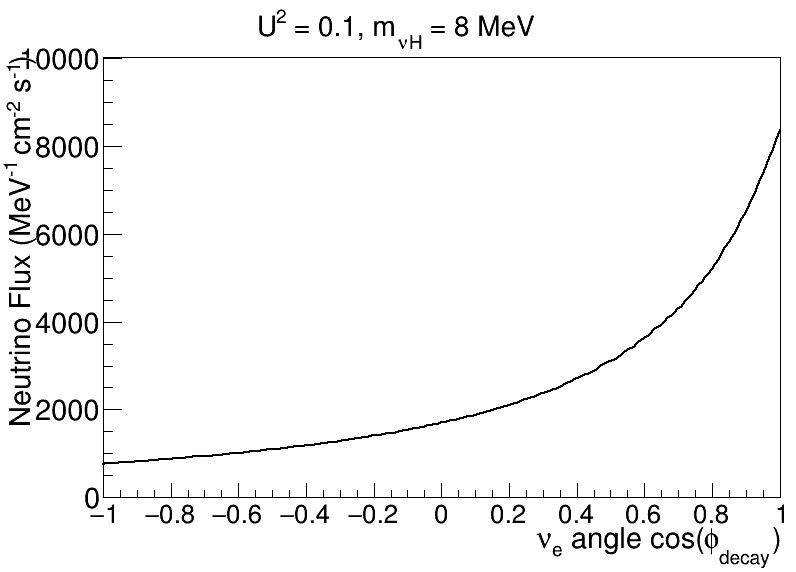 U² = 0.1, m_νH = 8 MeV
Neutrino Flux (MeV⁻¹ cm⁻² s⁻¹)
10000
8000
6000
4000
2000
0
−1 −0.8 −0.6 −0.4 −0.2 0 0.2 0.4 0.6 0.8 1
ν_e angle cos(ϕ_decay)